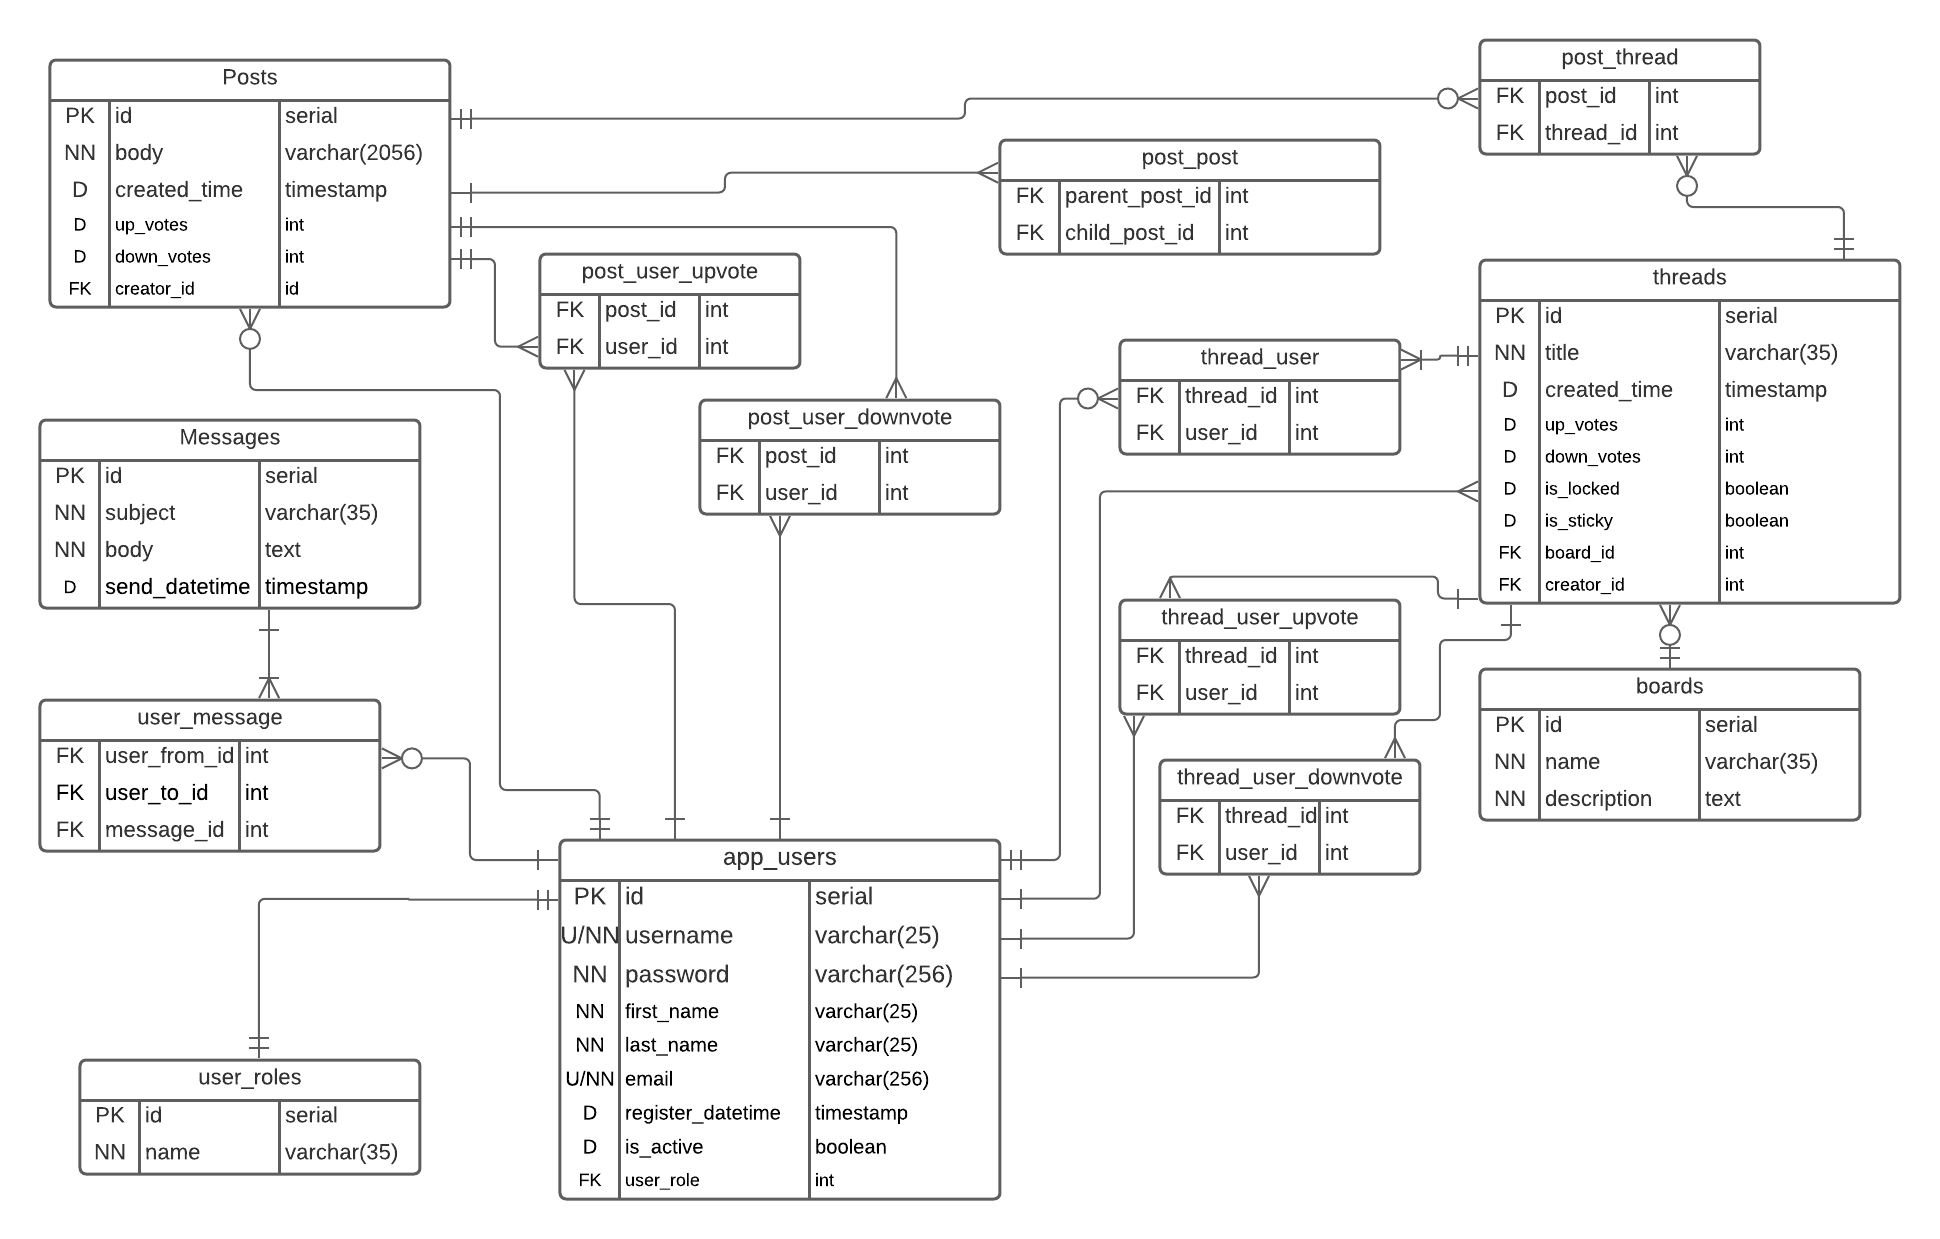 Posts
PK id serial
NN body varchar(2056)
D created_time timestamp
D up_votes int
D down_votes int
FK creator_id id
post_thread
FK post_id int
FK thread_id int
post_post
FK parent_post_id int
FK child_post_id int
post_user_upvote
FK post_id int
FK user_id int
threads
PK id serial
NN title varchar(35)
D created_time timestamp
D up_votes int
D down_votes int
D is_locked boolean
D is_sticky boolean
FK board_id int
FK creator_id int
thread_user
FK thread_id int
FK user_id int
post_user_downvote
FK post_id int
FK user_id int
Messages
PK id serial
NN subject varchar(35)
NN body text
D send_datetime timestamp
thread_user_upvote
FK thread_id int
FK user_id int
boards
PK id serial
NN name varchar(35)
NN description text
user_message
FK user_from_id int
FK user_to_id int
FK message_id int
thread_user_downvote
FK thread_id int
FK user_id int
app_users
PK id serial
U/NN username varchar(25)
NN password varchar(256)
NN first_name varchar(25)
NN last_name varchar(25)
U/NN email varchar(256)
D register_datetime timestamp
D is_active boolean
FK user_role int
user_roles
PK id serial
NN name varchar(35)